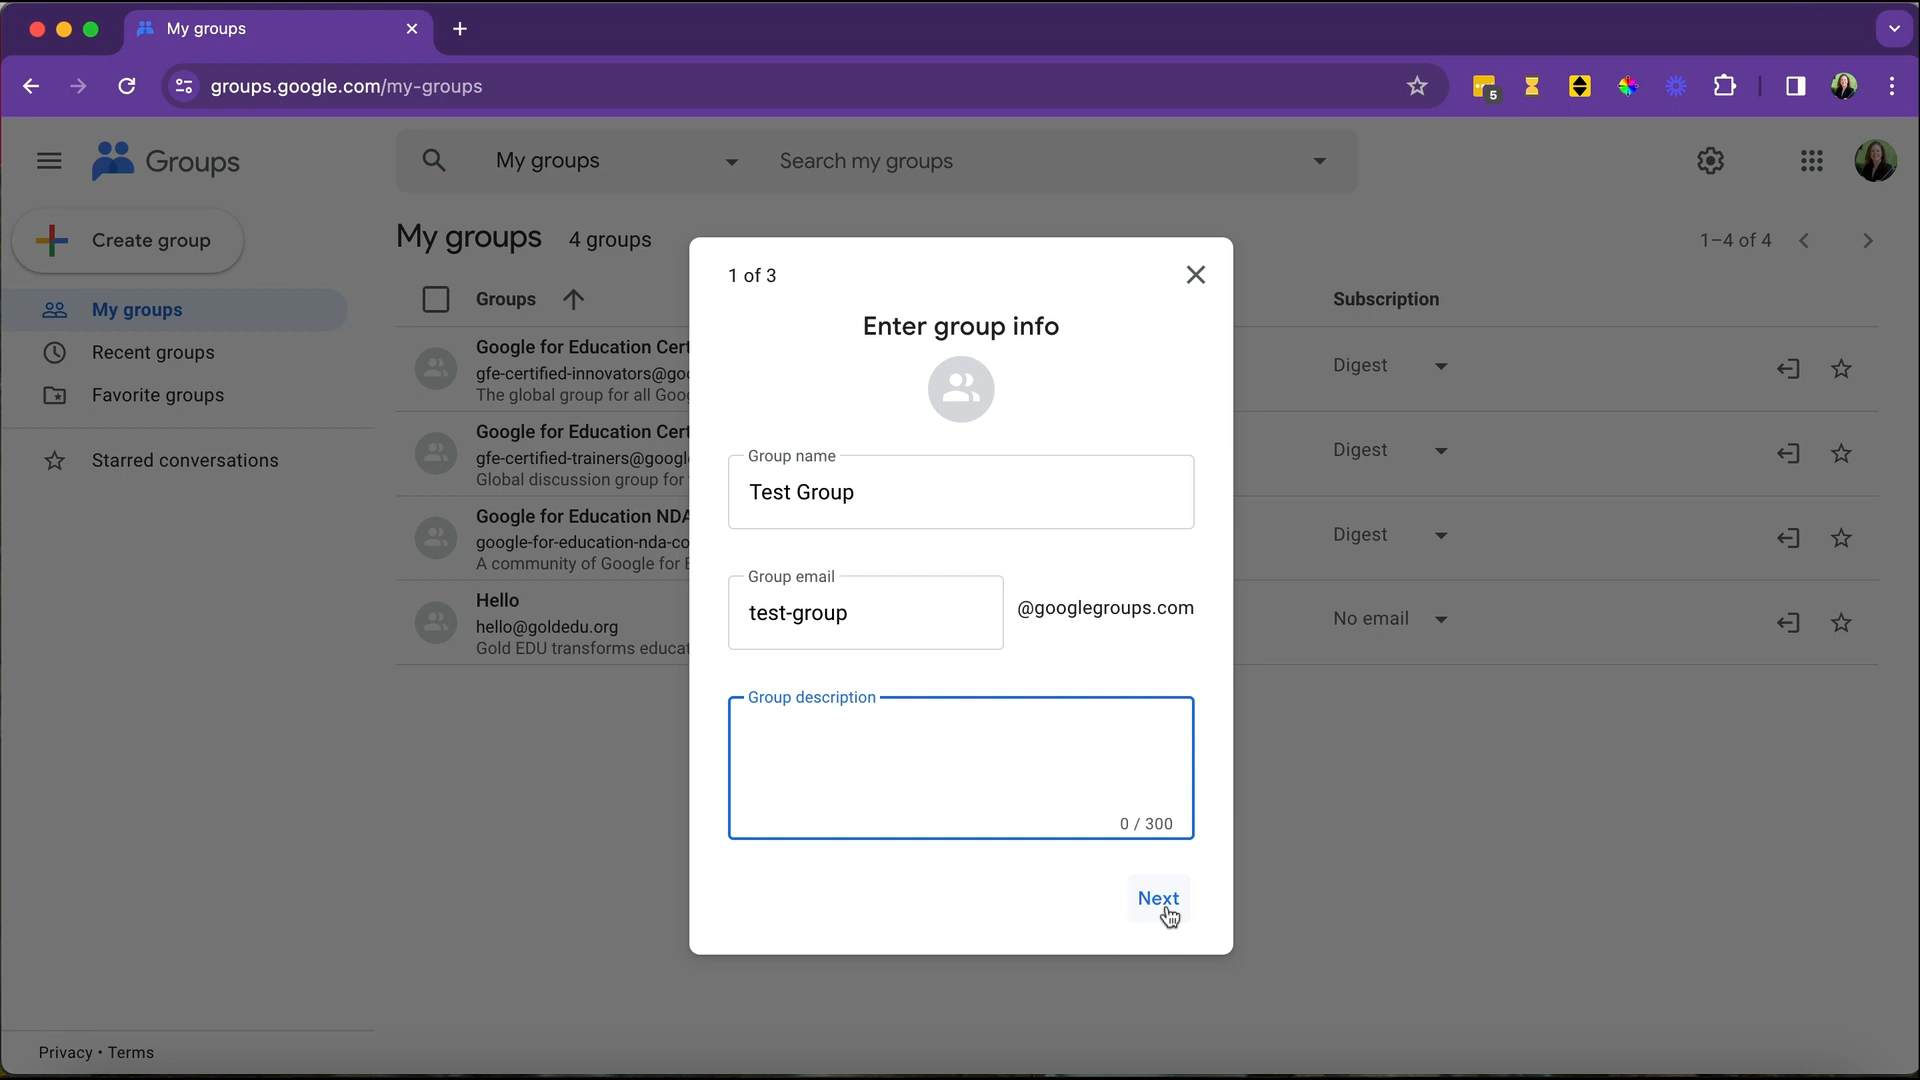 My groups
groups.google.com/my-groups
5
Groups
My groups
Search my groups
Create group
My groups
4 groups
1–4 of 4
My groups
Recent groups
Favorite groups
Starred conversations
Groups
Subscription
Google for Education Cert
gfe-certified-innovators@goo
The global group for all Goog
Digest
Google for Education Cert
gfe-certified-trainers@googl
Global discussion group for
Digest
Google for Education NDA
google-for-education-nda-co
A community of Google for E
Digest
Hello
hello@goldedu.org
Gold EDU transforms educat
No email
1 of 3
Enter group info
Group name
Test Group
Group email
test-group
@googlegroups.com
Group description
0 / 300
Next
Privacy • Terms